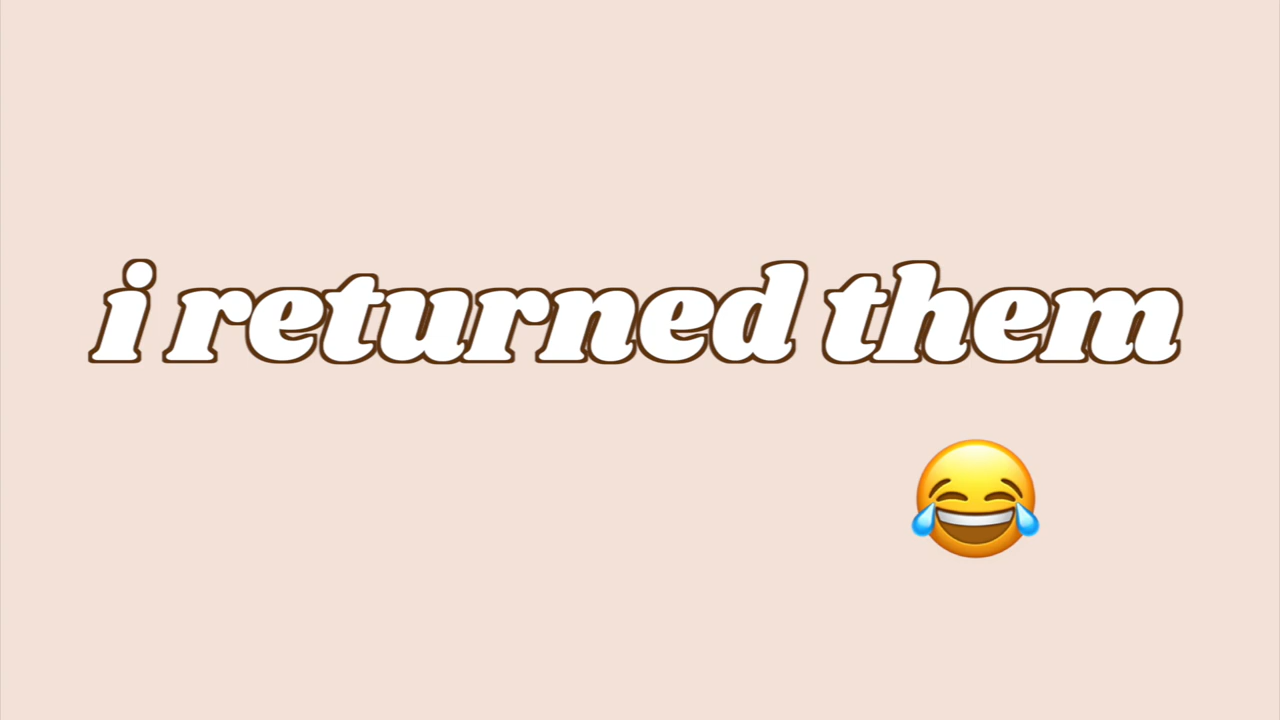 i returned them
😂